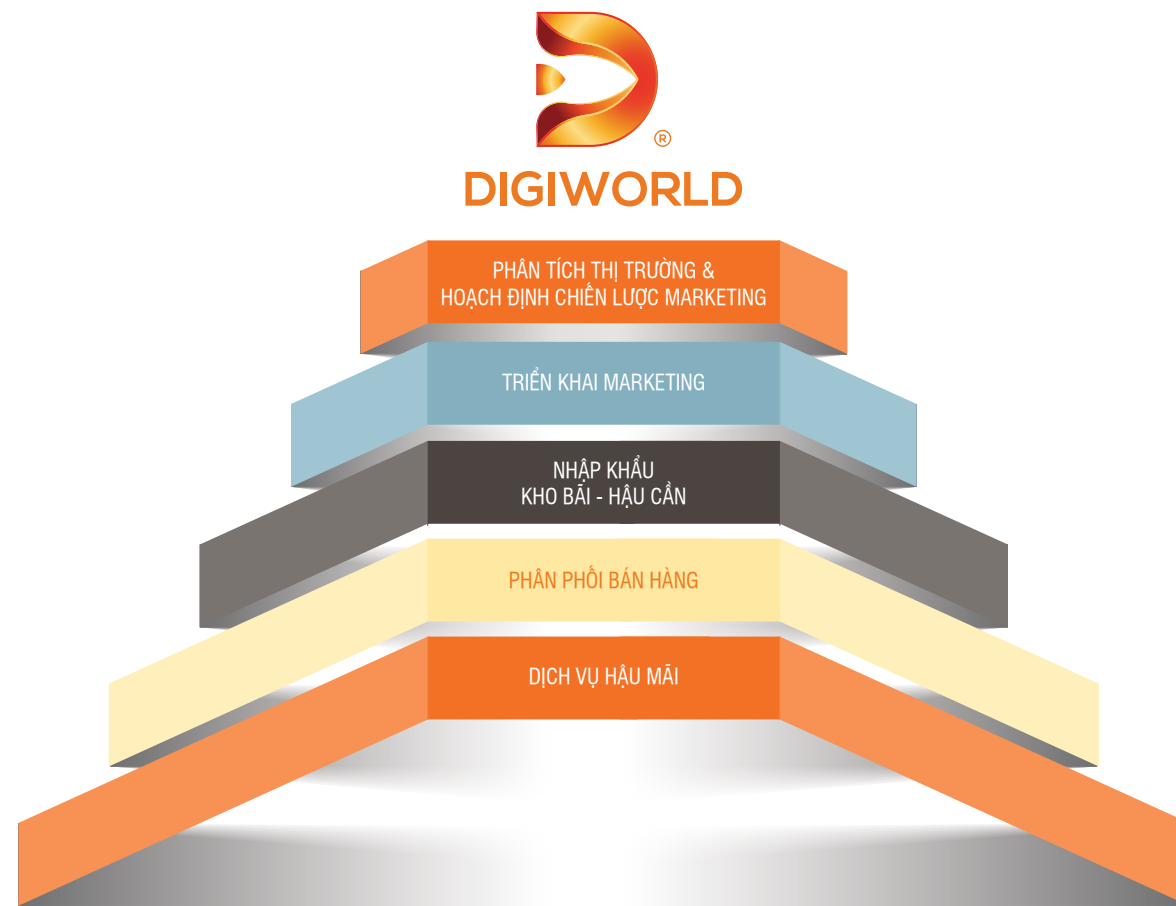 ®
DIGIWORLD
PHÂN TÍCH THỊ TRƯỜNG &
HOẠCH ĐỊNH CHIẾN LƯỢC MARKETING
TRIỂN KHAI MARKETING
NHẬP KHẨU
KHO BÃI - HẬU CẦN
PHÂN PHỐI BÁN HÀNG
DỊCH VỤ HẬU MÃI